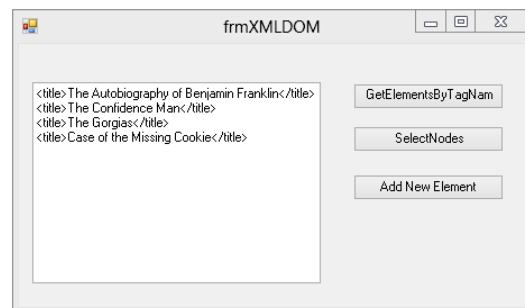 frmXMLDOM
<title>The Autobiography of Benjamin Franklin</title>
<title>The Confidence Man</title>
<title>The Gorgias</title>
<title>Case of the Missing Cookie</title>
GetElementsByTagNam
SelectNodes
Add New Element